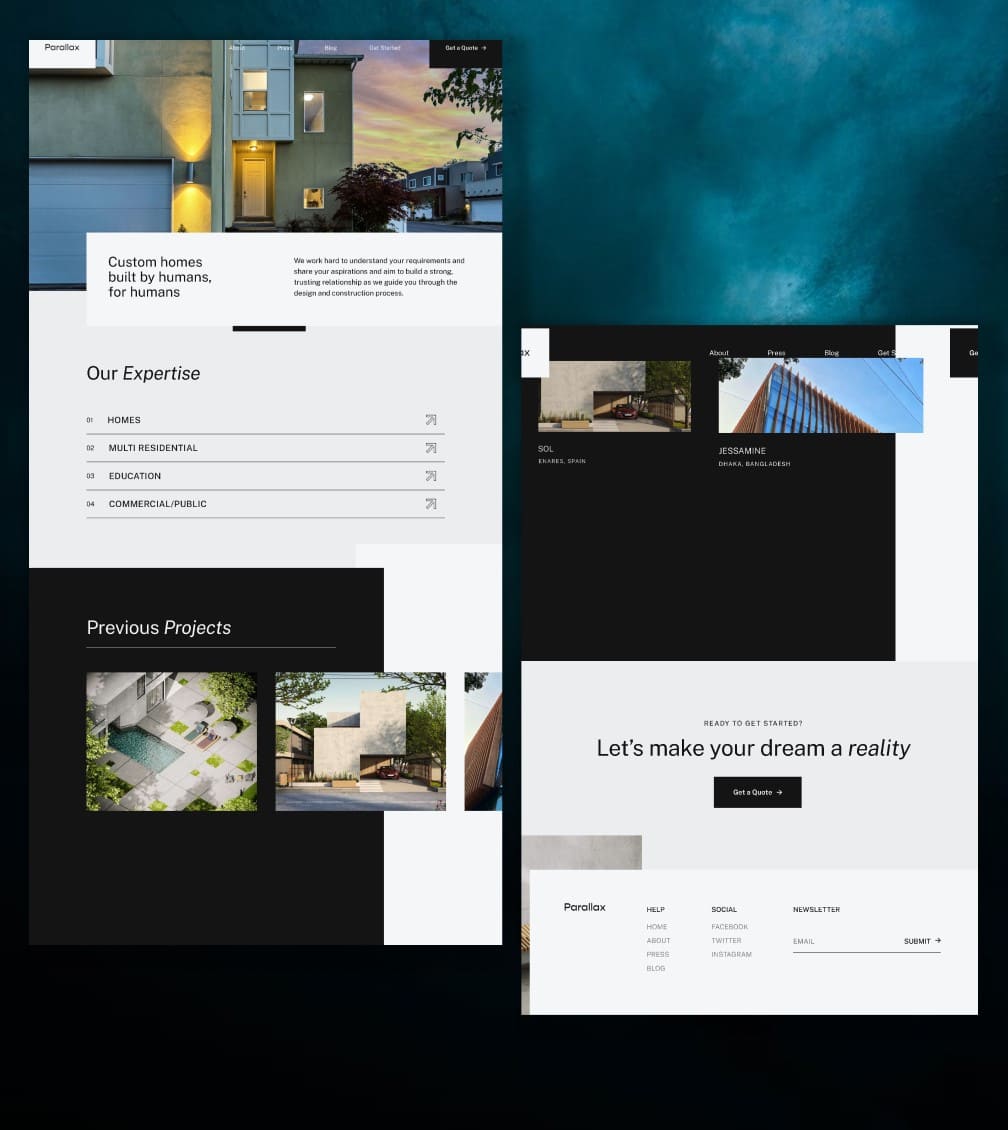 Parallax
About Press Blog Get Started
Get a Quote →
Custom homes
built by humans,
for humans
We work hard to understand your requirements and
share your aspirations and aim to build a strong,
trusting relationship as we guide you through the
design and construction process.
Our Expertise
01 HOMES
02 MULTI RESIDENTIAL
03 EDUCATION
04 COMMERCIAL/PUBLIC
Previous Projects
ax
About Press Blog Get S
Ge
SOL
ENARES, SPAIN
JESSAMINE
DHAKA, BANGLADESH
READY TO GET STARTED?
Let’s make your dream a reality
Get a Quote →
Parallax
HELP
HOME
ABOUT
PRESS
BLOG
SOCIAL
FACEBOOK
TWITTER
INSTAGRAM
NEWSLETTER
EMAIL SUBMIT →